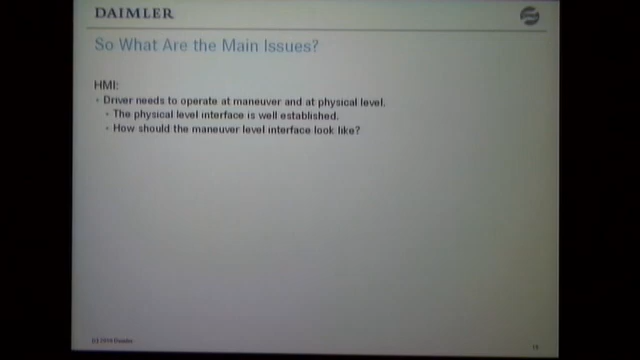 DAIMLER
So What Are the Main Issues?
HMI:
• Driver needs to operate at maneuver and at physical level.
• The physical level interface is well established.
• How should the maneuver level interface look like?